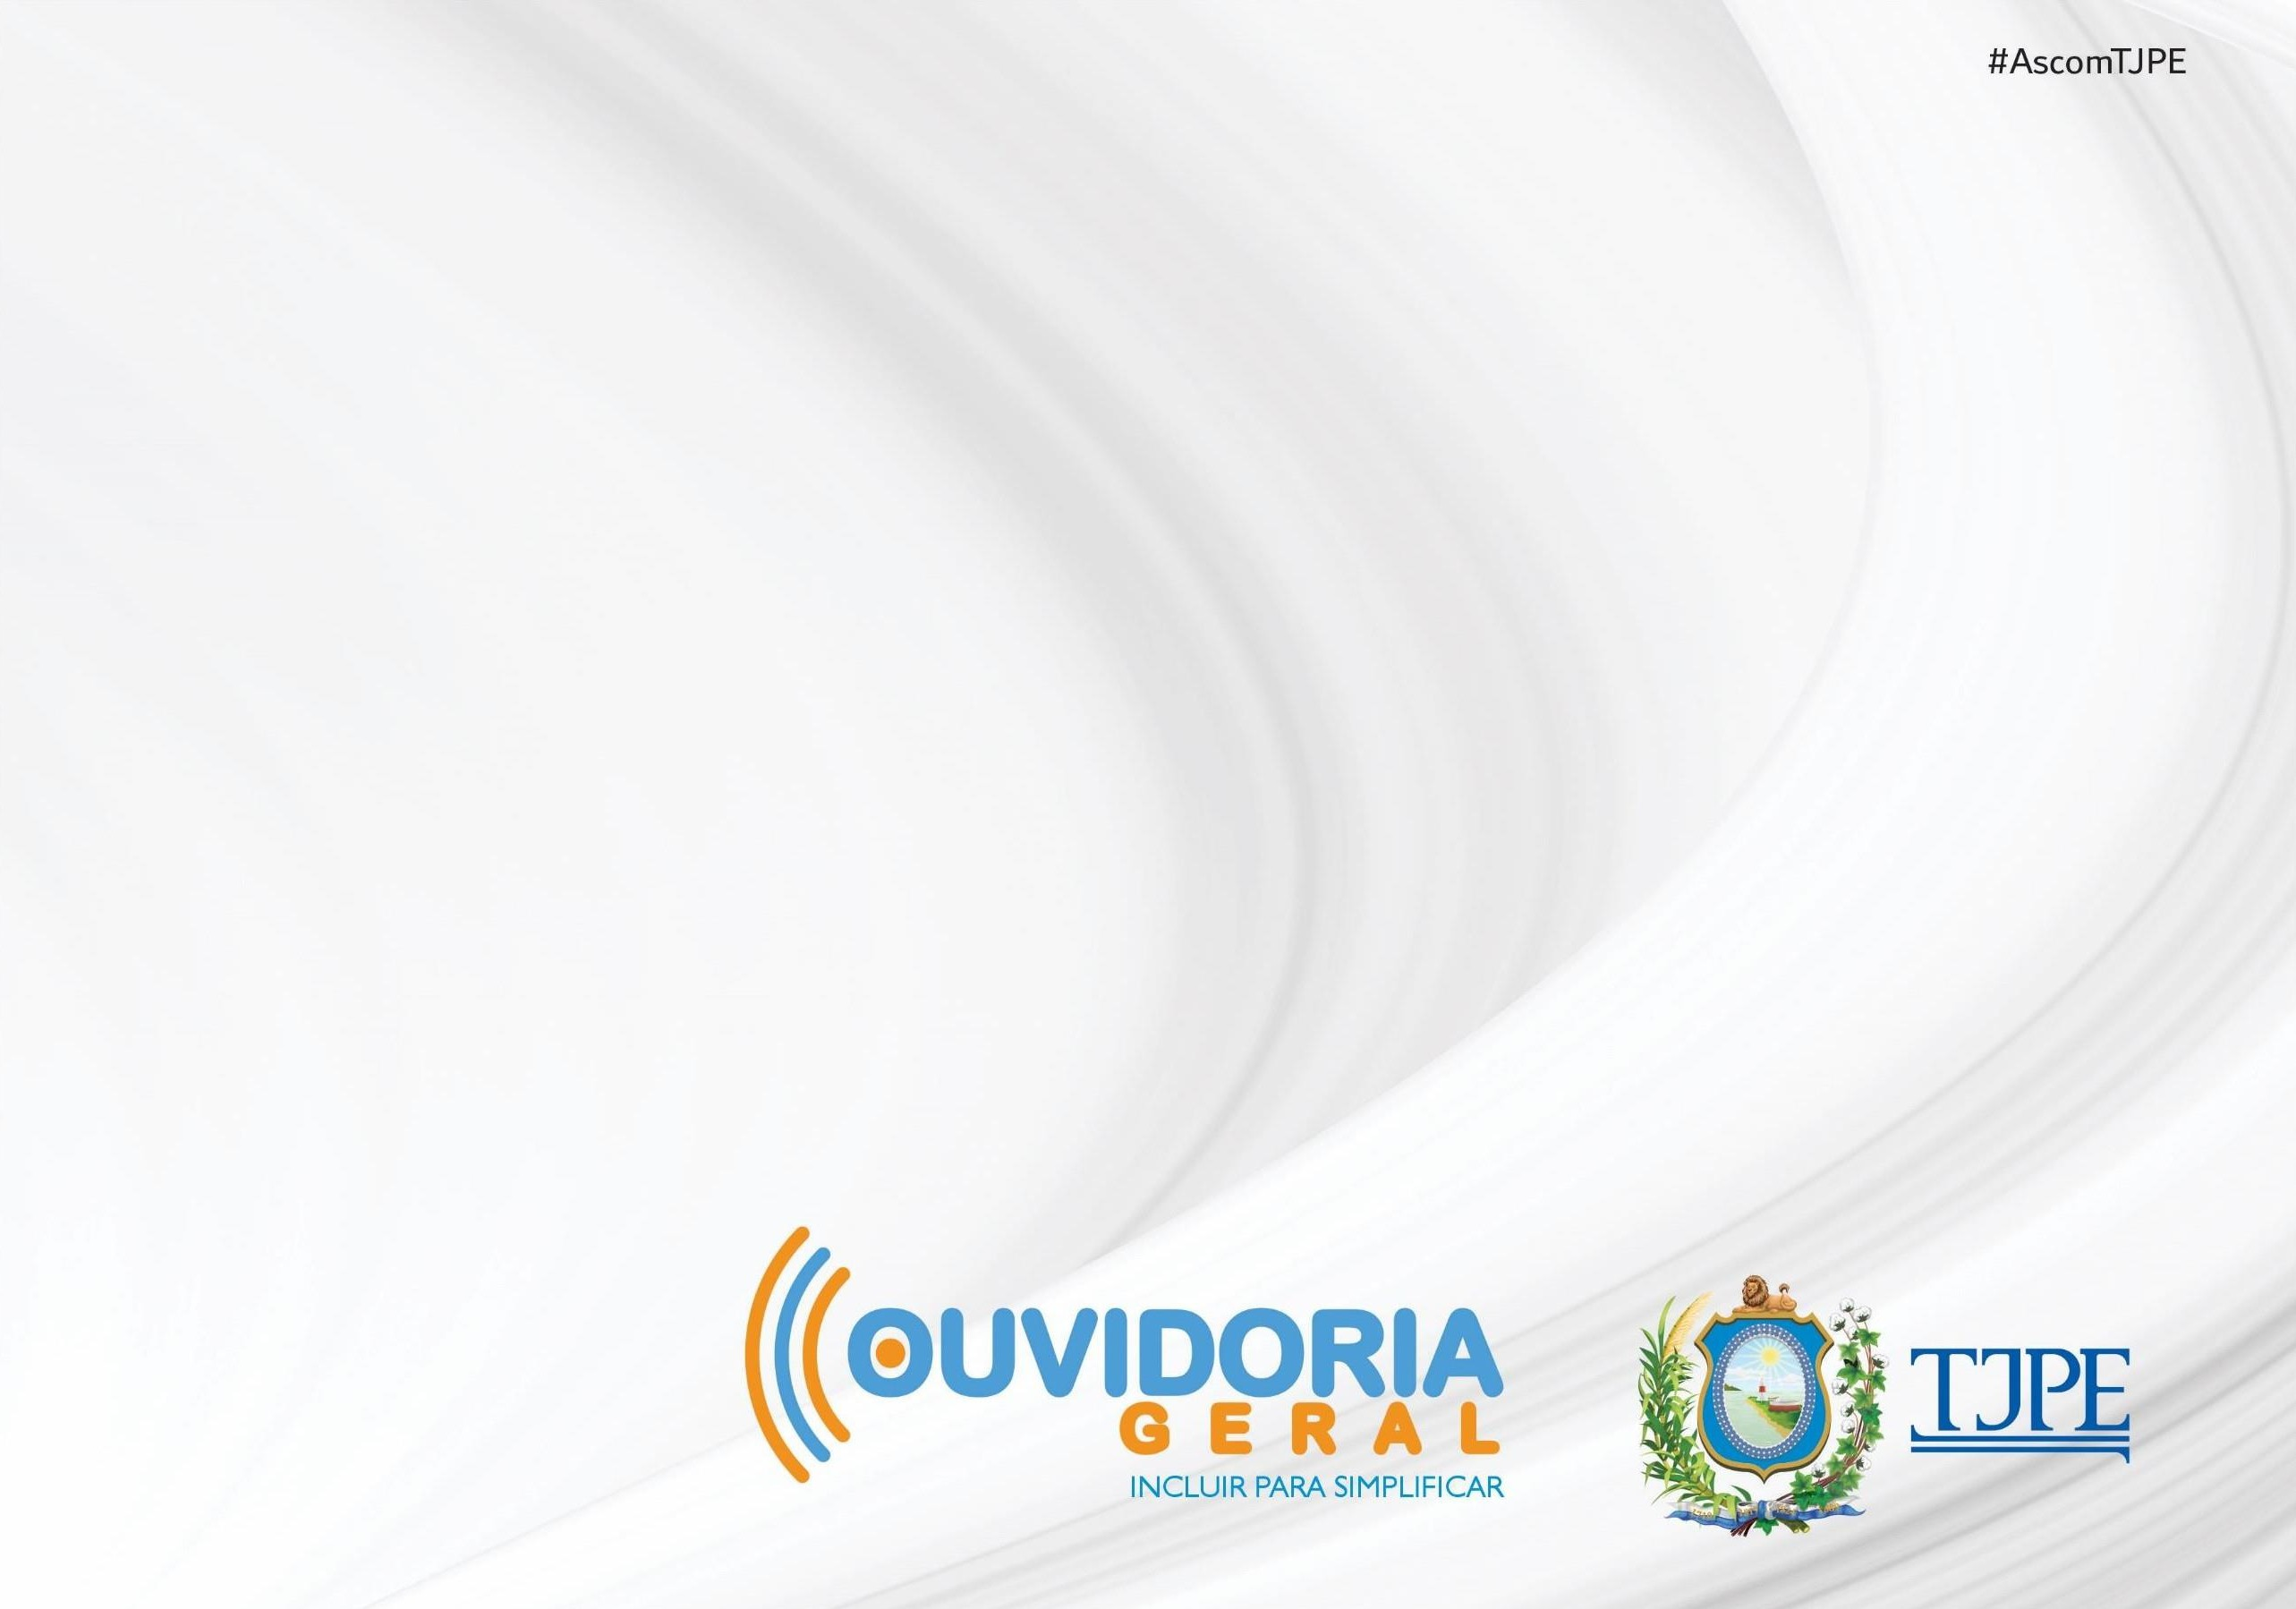 #AscomTJPE
OUVIDORIA
GERAL
INCLUIR PARA SIMPLIFICAR
TJPE